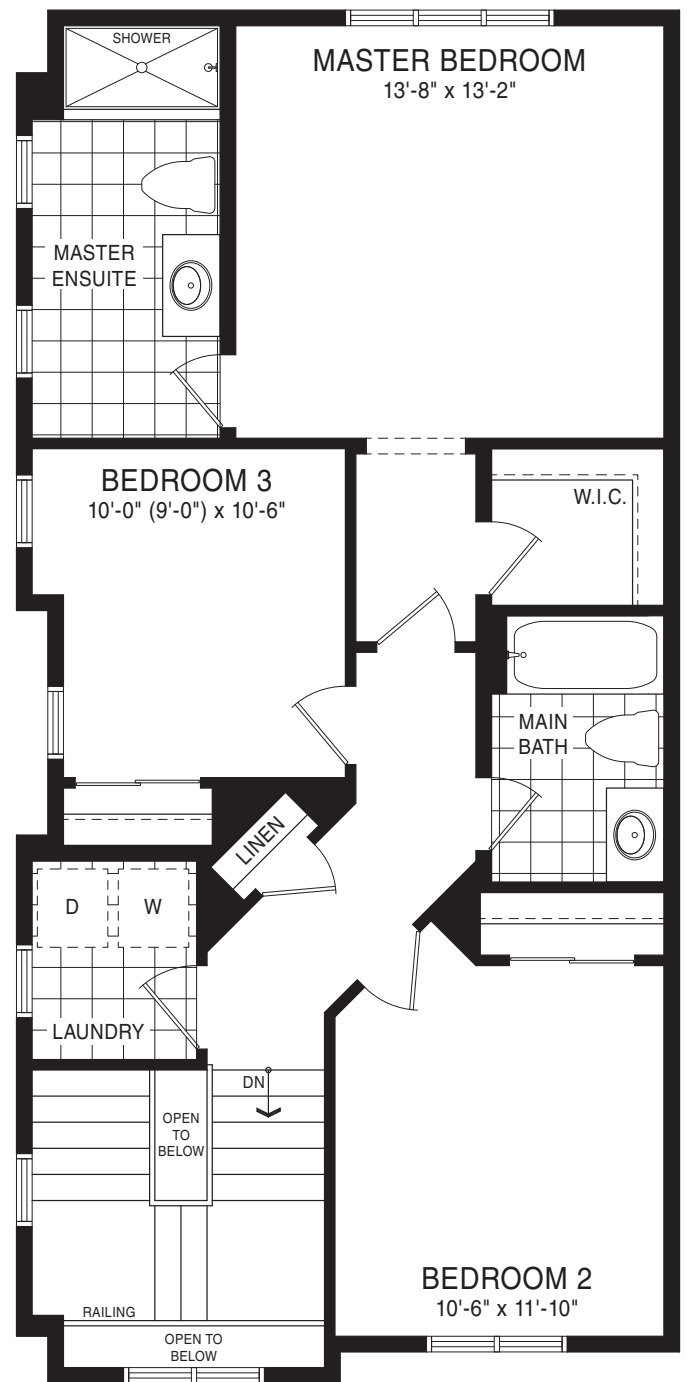 SHOWER
MASTER BEDROOM
13'-8" x 13'-2"
MASTER
ENSUITE
BEDROOM 3
10'-0" (9'-0") x 10'-6"
W.I.C.
MAIN
BATH
LINEN
D
W
LAUNDRY
DN
OPEN
TO
BELOW
BEDROOM 2
10'-6" x 11'-10"
RAILING
OPEN TO
BELOW